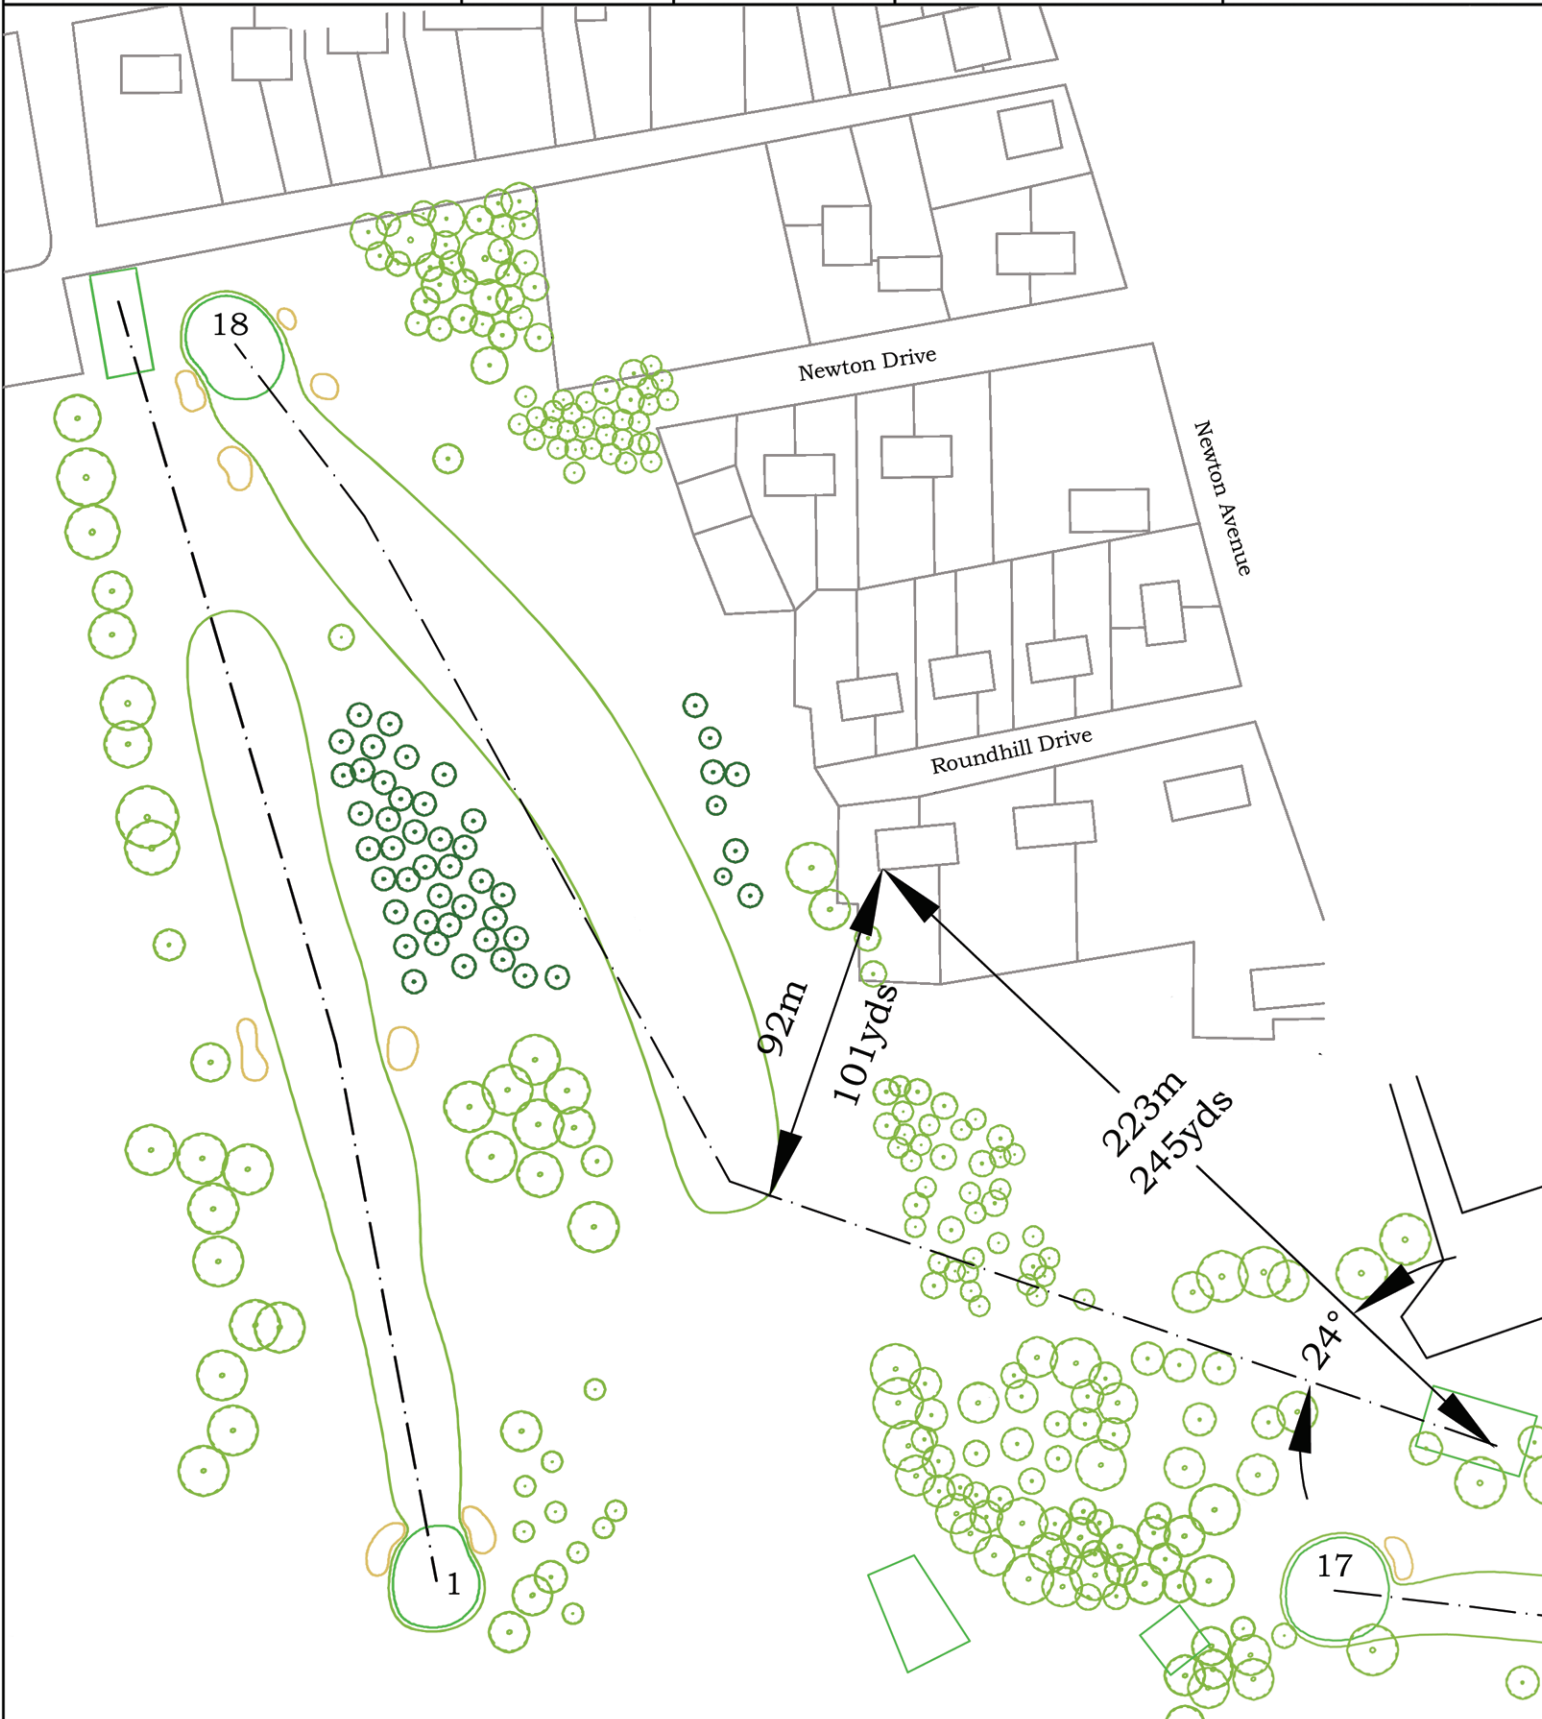 18
Newton Drive
Newton Avenue
Roundhill Drive
92m
101yds
223m
245yds
24°
17
1